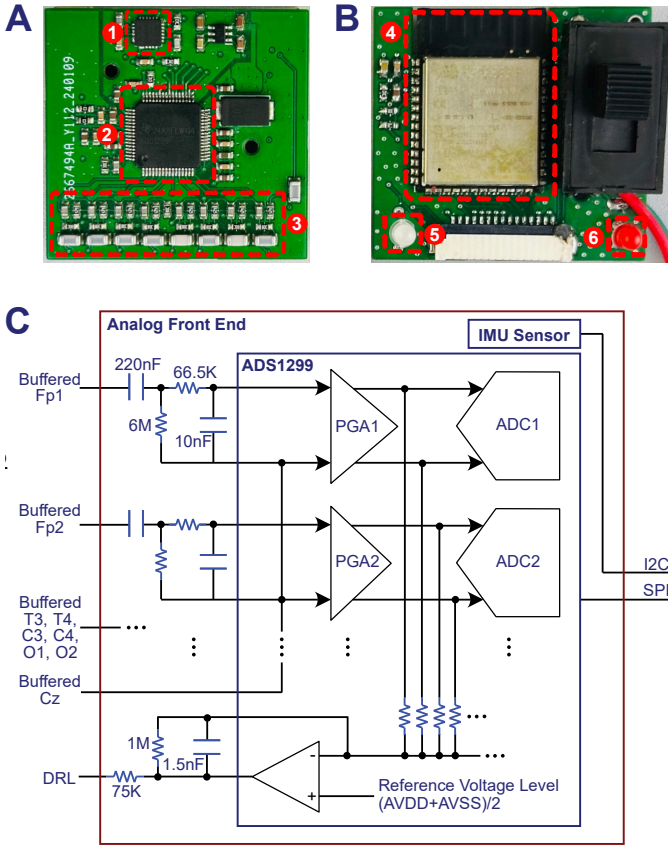 A
B
1
2
3
2567494A_Y112_240109
4
5
6
C
Analog Front End
IMU Sensor
ADS1299
220nF
66.5K
Buffered
Fp1
6M
10nF
PGA1
ADC1
Buffered
Fp2
PGA2
ADC2
I2C
SPI
Buffered
T3, T4,
C3, C4,
O1, O2
...
Buffered
Cz
1M
1.5nF
DRL
75K
-
+
...
...
Reference Voltage Level
(AVDD+AVSS)/2